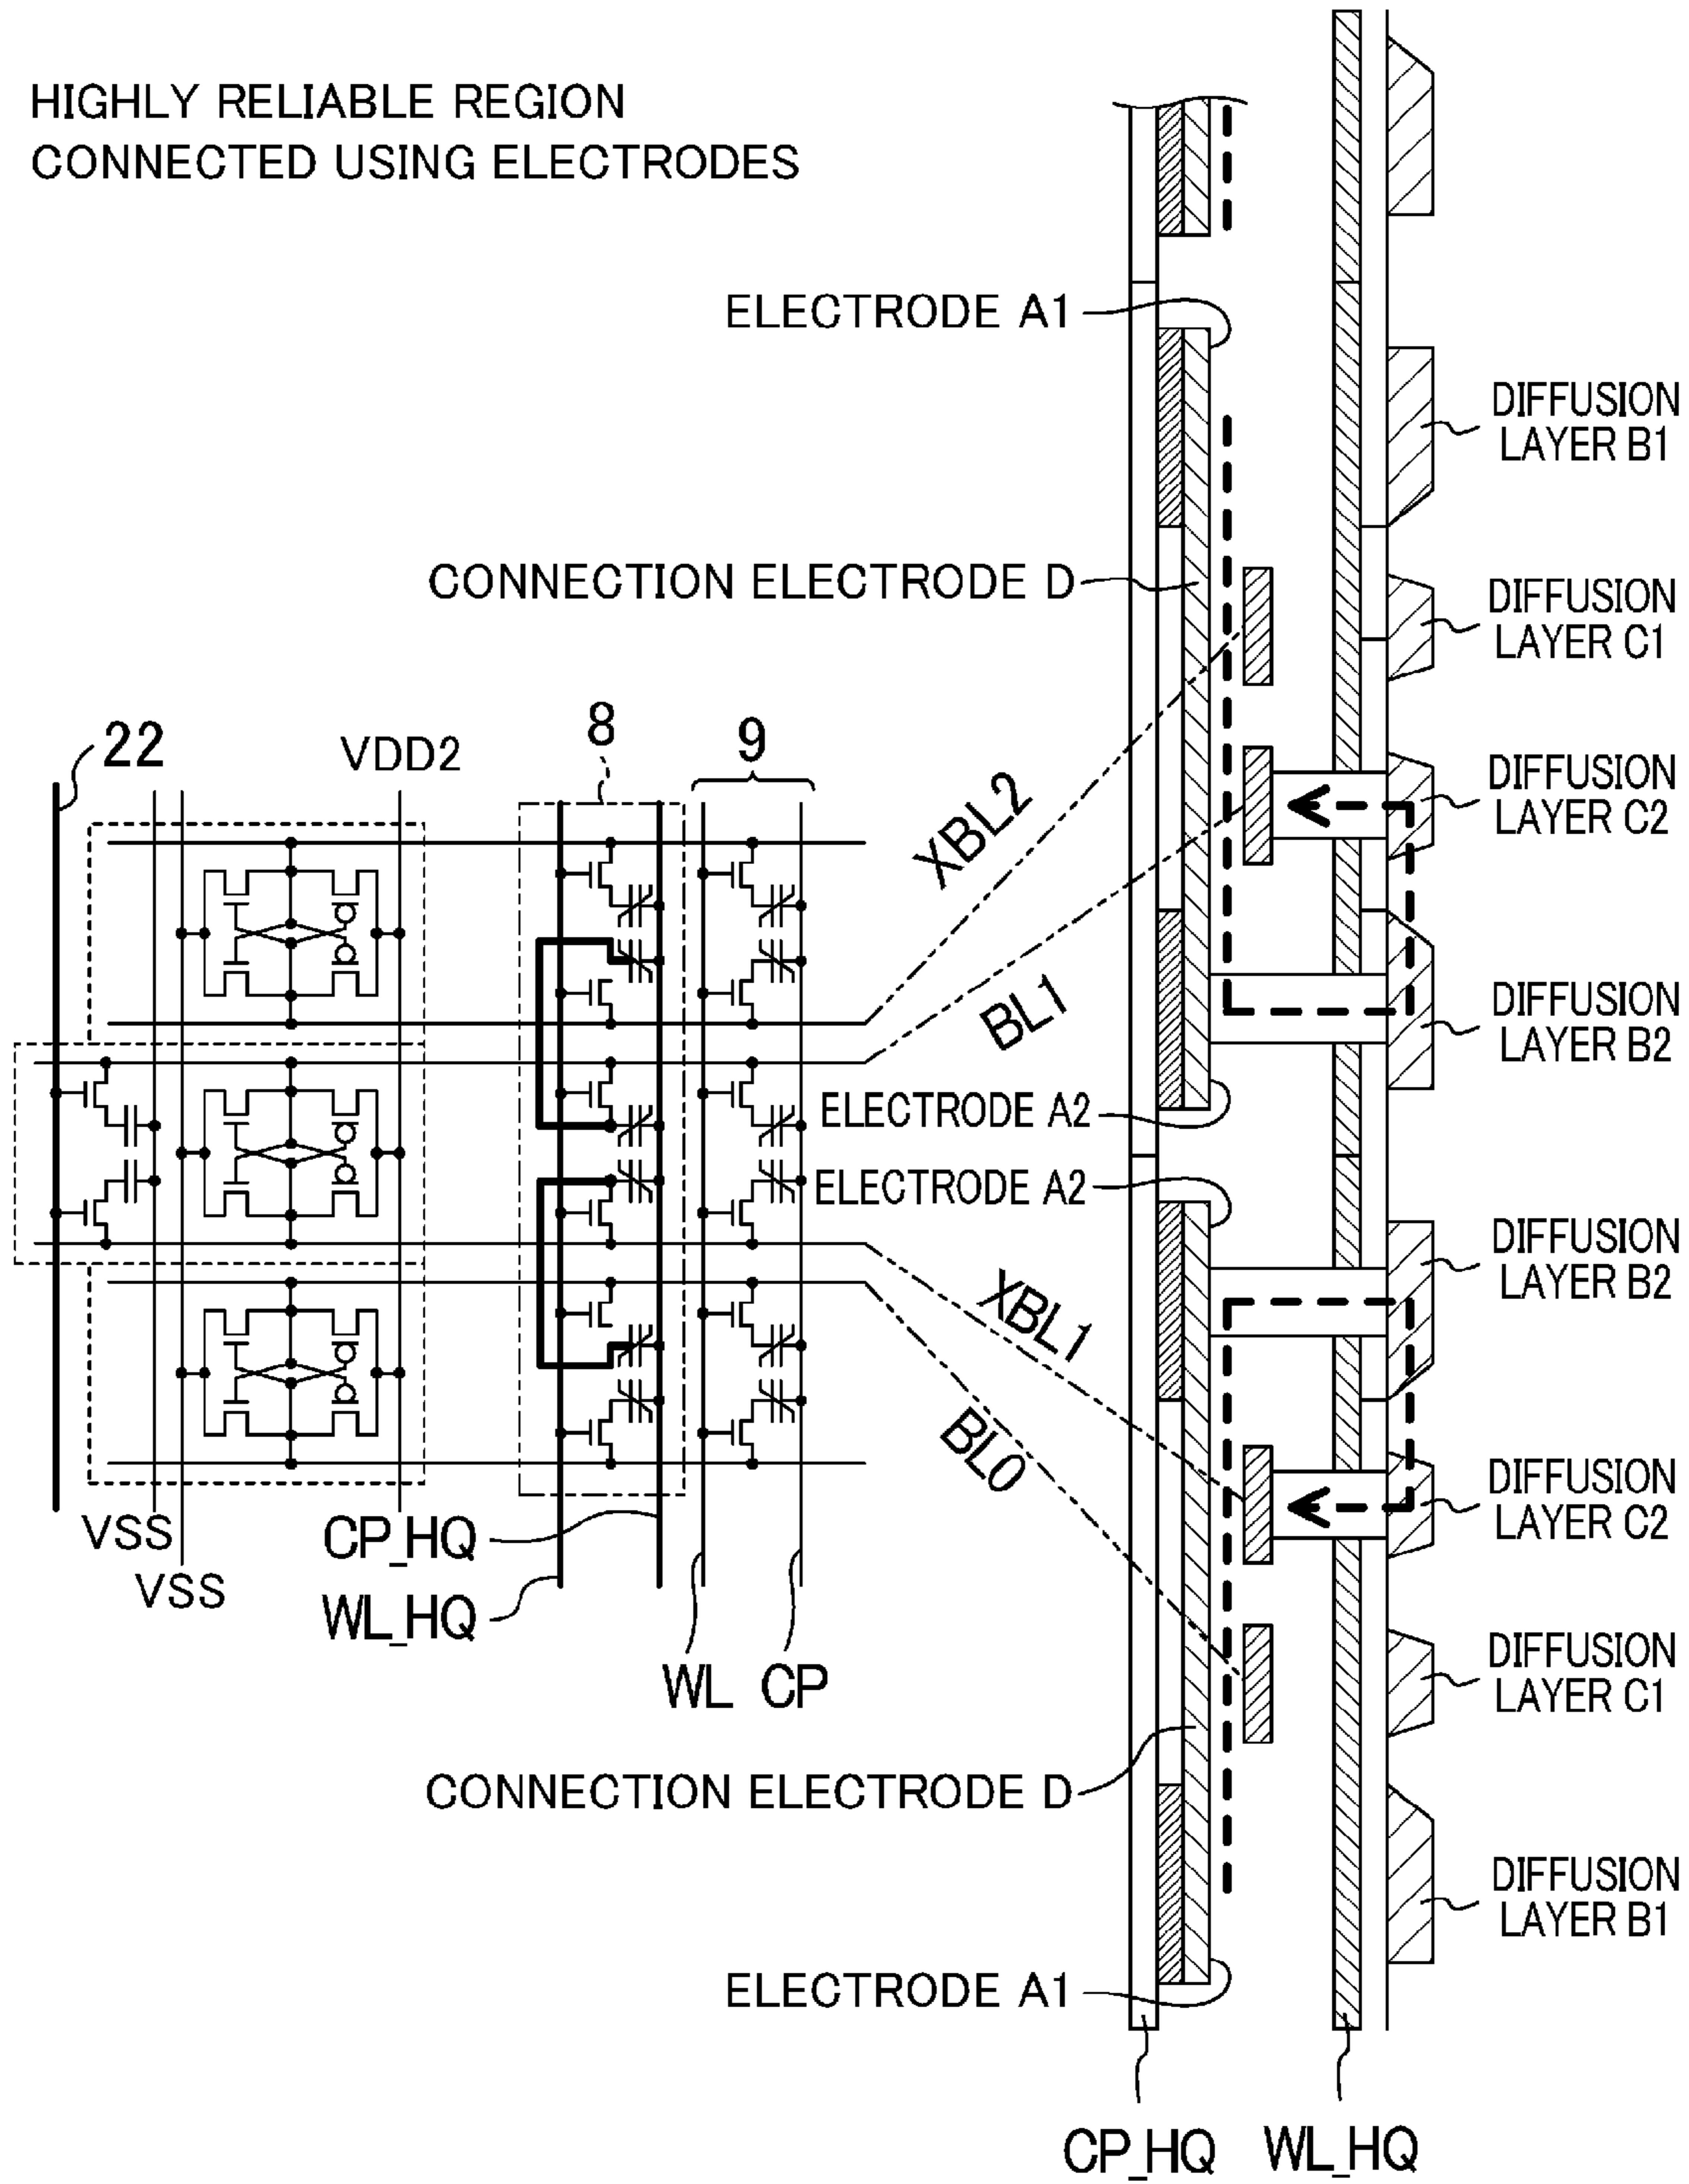 HIGHLY RELIABLE REGION
CONNECTED USING ELECTRODES
ELECTRODE A1
DIFFUSION
LAYER B1
CONNECTION ELECTRODE D
DIFFUSION
LAYER C1
22
VDD2
8
9
XBL2
DIFFUSION
LAYER C2
BL1
DIFFUSION
LAYER B2
ELECTRODE A2
ELECTRODE A2
DIFFUSION
LAYER B2
XBL1
BL0
DIFFUSION
LAYER C2
VSS
VSS
CP_HQ
WL_HQ
WL
CP
DIFFUSION
LAYER C1
CONNECTION ELECTRODE D
DIFFUSION
LAYER B1
ELECTRODE A1
CP_HQ
WL_HQ